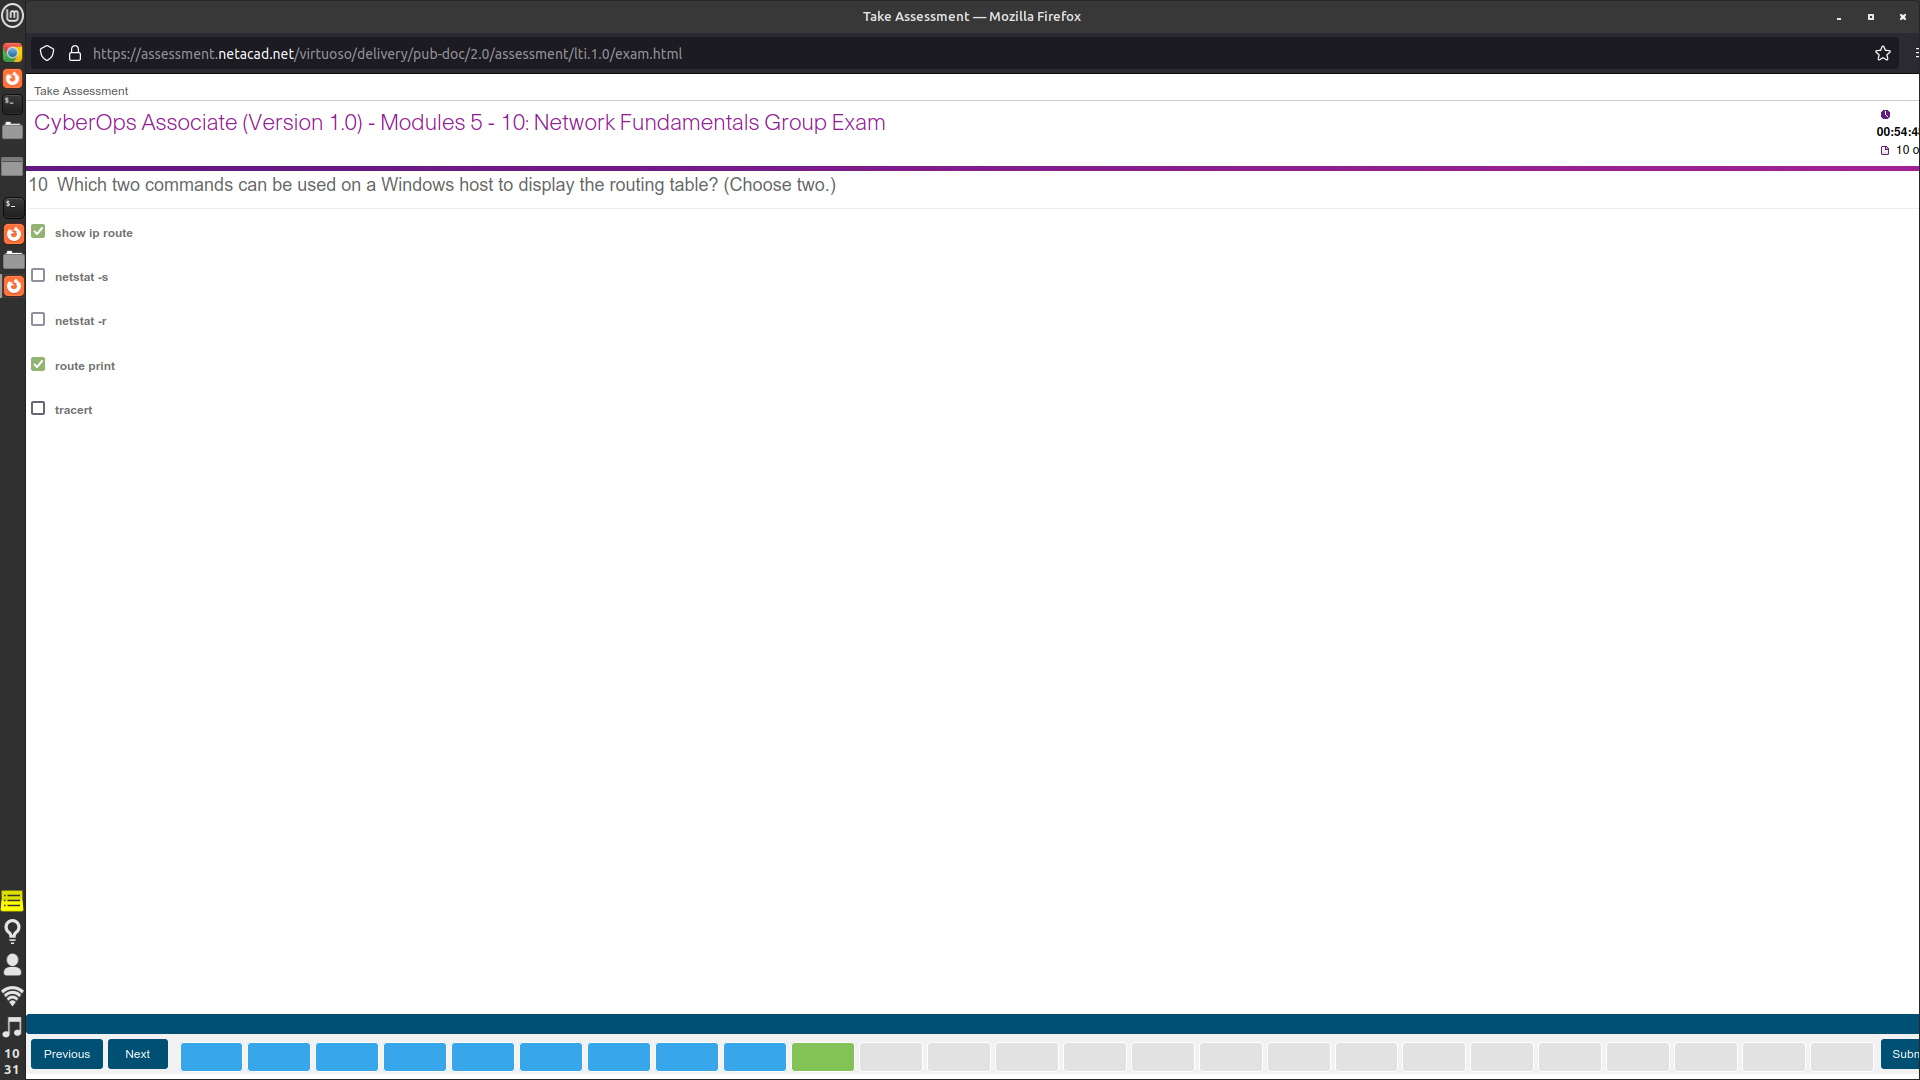 Take Assessment — Mozilla Firefox
https://assessment.netacad.net/virtuoso/delivery/pub-doc/2.0/assessment/lti.1.0/exam.html
Take Assessment
CyberOps Associate (Version 1.0) - Modules 5 - 10: Network Fundamentals Group Exam
00:54:4
10 o
10 Which two commands can be used on a Windows host to display the routing table? (Choose two.)
show ip route
netstat -s
netstat -r
route print
tracert
Previous
Next
Subm
10
31